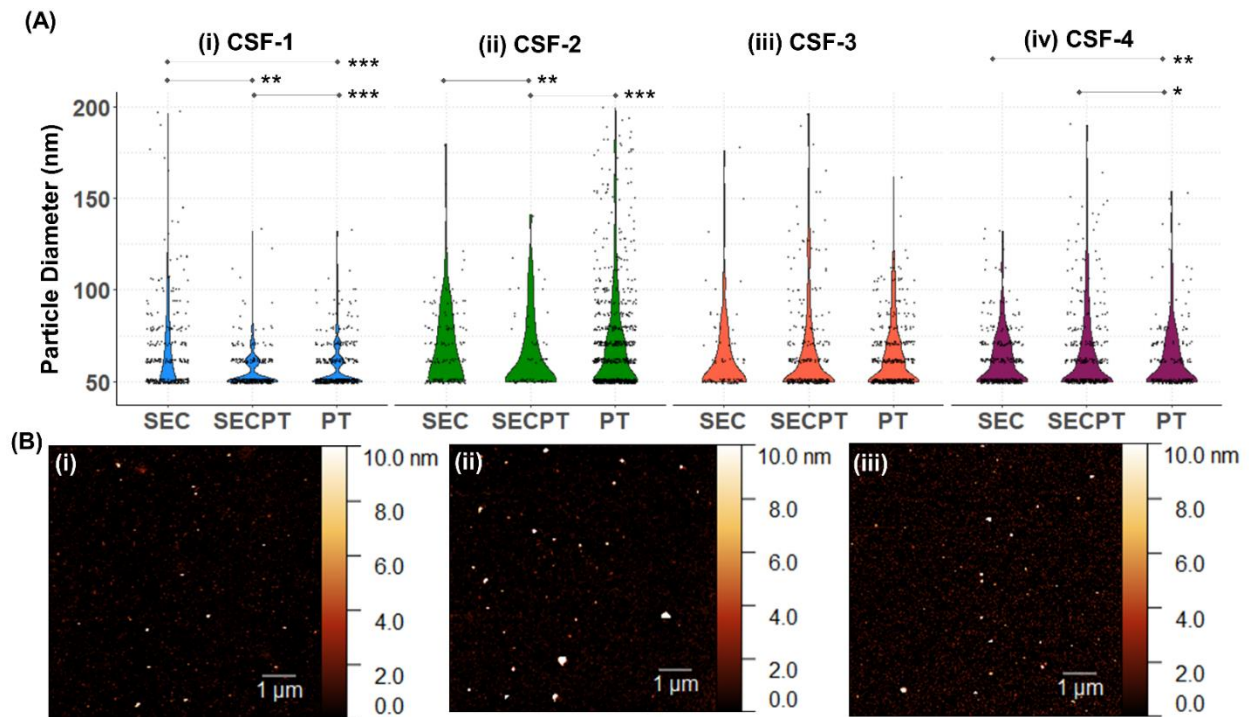 (A)
(i) CSF-1 (ii) CSF-2 (iii) CSF-3 (iv) CSF-4
*** **
** ** *** *
***
Particle Diameter (nm)
200
150
100
50
SEC SECPT PT SEC SECPT PT SEC SECPT PT SEC SECPT PT
(B)
(i) 10.0 nm (ii) 10.0 nm (iii) 10.0 nm
8.0 8.0 8.0
6.0 6.0 6.0
4.0 4.0 4.0
2.0 2.0 2.0
1 µm 1 µm 1 µm
0.0 0.0 0.0